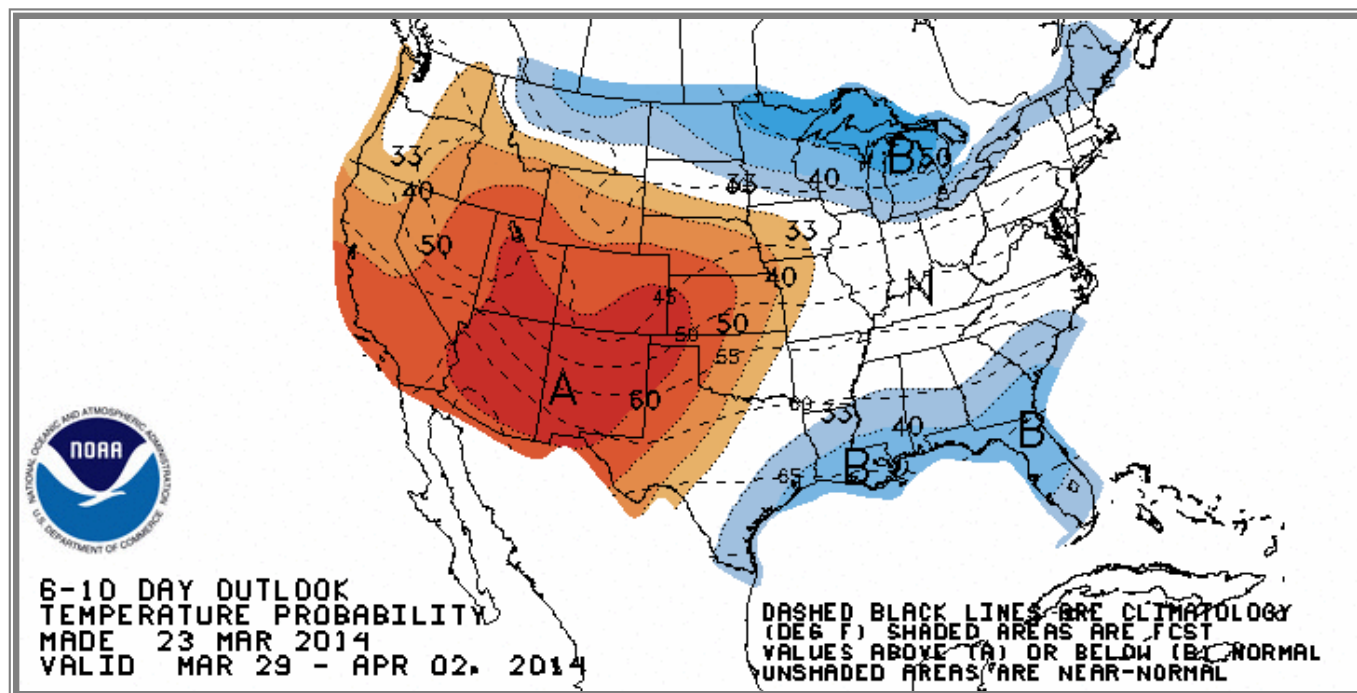 33
40
50
33
40
B 50
33
40
45
50
50
55
N
A
60
60
33
40
B
B
65
NATIONAL OCEANIC AND ATMOSPHERIC ADMINISTRATION
NOAA
U.S. DEPARTMENT OF COMMERCE
6-10 DAY OUTLOOK
TEMPERATURE PROBABILITY
MADE 23 MAR 2014
VALID MAR 29 - APR 02, 2014
DASHED BLACK LINES ARE CLIMATOLOGY
(DEG F) SHADED AREAS ARE FCST
VALUES ABOVE (A) OR BELOW (B) NORMAL
UNSHADED AREAS ARE NEAR-NORMAL